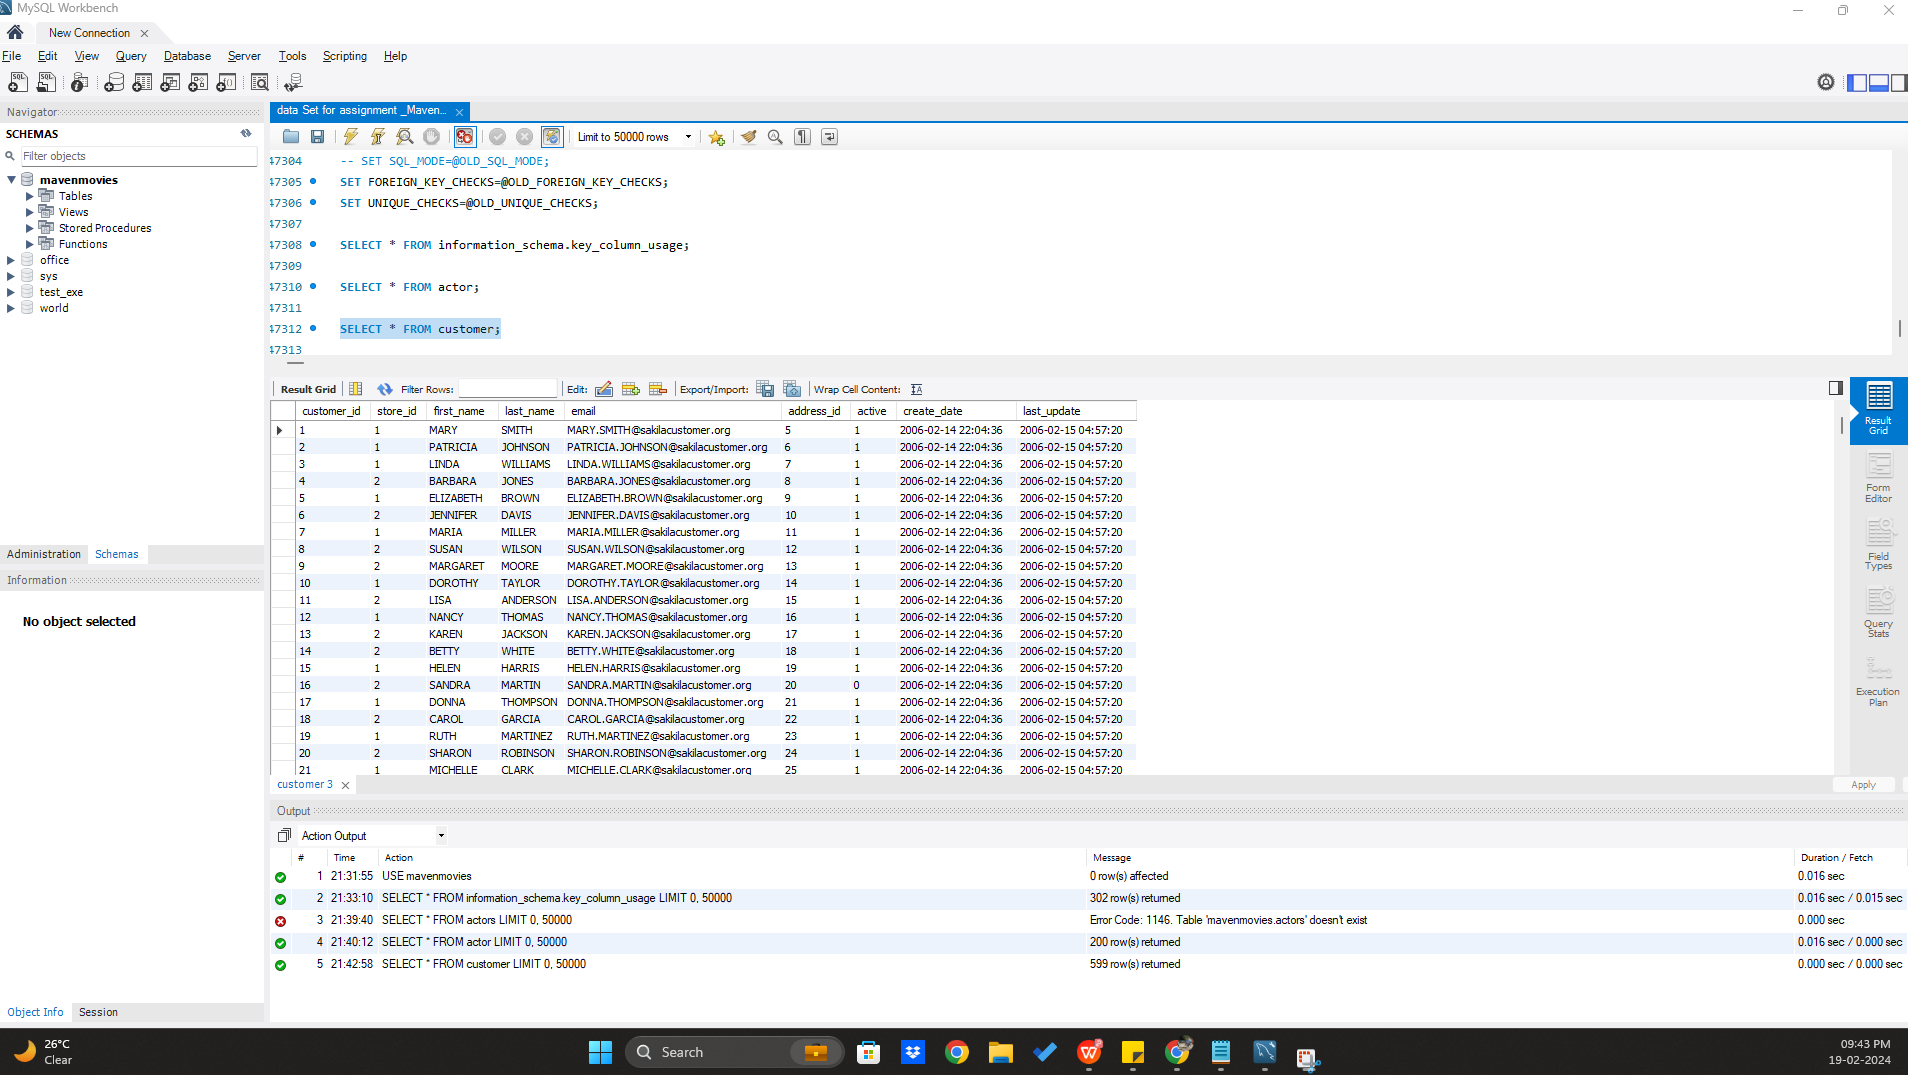 MySQL Workbench
New Connection
File Edit View Query Database Server Tools Scripting Help
Navigator
SCHEMAS
Filter objects
mavenmovies
Tables
Views
Stored Procedures
Functions
office
sys
test_exe
world
Administration Schemas
Information
No object selected
Object Info Session
data Set for assignment _Maven...
Limit to 50000 rows
47304 -- SET SQL_MODE=@OLD_SQL_MODE;
47305 SET FOREIGN_KEY_CHECKS=@OLD_FOREIGN_KEY_CHECKS;
47306 SET UNIQUE_CHECKS=@OLD_UNIQUE_CHECKS;
47307
47308 SELECT * FROM information_schema.key_column_usage;
47309
47310 SELECT * FROM actor;
47311
47312 SELECT * FROM customer;
47313
Result Grid Filter Rows: Edit: Export/Import: Wrap Cell Content:
customer_id store_id first_name last_name email address_id active create_date last_update
1 1 MARY SMITH MARY.SMITH@sakilacustomer.org 5 1 2006-02-14 22:04:36 2006-02-15 04:57:20
2 1 PATRICIA JOHNSON PATRICIA.JOHNSON@sakilacustomer.org 6 1 2006-02-14 22:04:36 2006-02-15 04:57:20
3 1 LINDA WILLIAMS LINDA.WILLIAMS@sakilacustomer.org 7 1 2006-02-14 22:04:36 2006-02-15 04:57:20
4 2 BARBARA JONES BARBARA.JONES@sakilacustomer.org 8 1 2006-02-14 22:04:36 2006-02-15 04:57:20
5 1 ELIZABETH BROWN ELIZABETH.BROWN@sakilacustomer.org 9 1 2006-02-14 22:04:36 2006-02-15 04:57:20
6 2 JENNIFER DAVIS JENNIFER.DAVIS@sakilacustomer.org 10 1 2006-02-14 22:04:36 2006-02-15 04:57:20
7 1 MARIA MILLER MARIA.MILLER@sakilacustomer.org 11 1 2006-02-14 22:04:36 2006-02-15 04:57:20
8 2 SUSAN WILSON SUSAN.WILSON@sakilacustomer.org 12 1 2006-02-14 22:04:36 2006-02-15 04:57:20
9 2 MARGARET MOORE MARGARET.MOORE@sakilacustomer.org 13 1 2006-02-14 22:04:36 2006-02-15 04:57:20
10 1 DOROTHY TAYLOR DOROTHY.TAYLOR@sakilacustomer.org 14 1 2006-02-14 22:04:36 2006-02-15 04:57:20
11 2 LISA ANDERSON LISA.ANDERSON@sakilacustomer.org 15 1 2006-02-14 22:04:36 2006-02-15 04:57:20
12 1 NANCY THOMAS NANCY.THOMAS@sakilacustomer.org 16 1 2006-02-14 22:04:36 2006-02-15 04:57:20
13 2 KAREN JACKSON KAREN.JACKSON@sakilacustomer.org 17 1 2006-02-14 22:04:36 2006-02-15 04:57:20
14 2 BETTY WHITE BETTY.WHITE@sakilacustomer.org 18 1 2006-02-14 22:04:36 2006-02-15 04:57:20
15 1 HELEN HARRIS HELEN.HARRIS@sakilacustomer.org 19 1 2006-02-14 22:04:36 2006-02-15 04:57:20
16 2 SANDRA MARTIN SANDRA.MARTIN@sakilacustomer.org 20 0 2006-02-14 22:04:36 2006-02-15 04:57:20
17 1 DONNA THOMPSON DONNA.THOMPSON@sakilacustomer.org 21 1 2006-02-14 22:04:36 2006-02-15 04:57:20
18 2 CAROL GARCIA CAROL.GARCIA@sakilacustomer.org 22 1 2006-02-14 22:04:36 2006-02-15 04:57:20
19 1 RUTH MARTINEZ RUTH.MARTINEZ@sakilacustomer.org 23 1 2006-02-14 22:04:36 2006-02-15 04:57:20
20 2 SHARON ROBINSON SHARON.ROBINSON@sakilacustomer.org 24 1 2006-02-14 22:04:36 2006-02-15 04:57:20
21 1 MICHELLE CLARK MICHELLE.CLARK@sakilacustomer.org 25 1 2006-02-14 22:04:36 2006-02-15 04:57:20
Result
Grid
Form
Editor
Field
Types
Query
Stats
Execution
Plan
customer 3
Apply
Output
Action Output
# Time Action Message Duration / Fetch
1 21:31:55 USE mavenmovies 0 row(s) affected 0.016 sec
2 21:33:10 SELECT * FROM information_schema.key_column_usage LIMIT 0, 50000 302 row(s) returned 0.016 sec / 0.015 sec
3 21:39:40 SELECT * FROM actors LIMIT 0, 50000 Error Code: 1146. Table 'mavenmovies.actors' doesn't exist 0.000 sec
4 21:40:12 SELECT * FROM actor LIMIT 0, 50000 200 row(s) returned 0.016 sec / 0.000 sec
5 21:42:58 SELECT * FROM customer LIMIT 0, 50000 599 row(s) returned 0.000 sec / 0.000 sec
26°C
Clear
Search
09:43 PM
19-02-2024